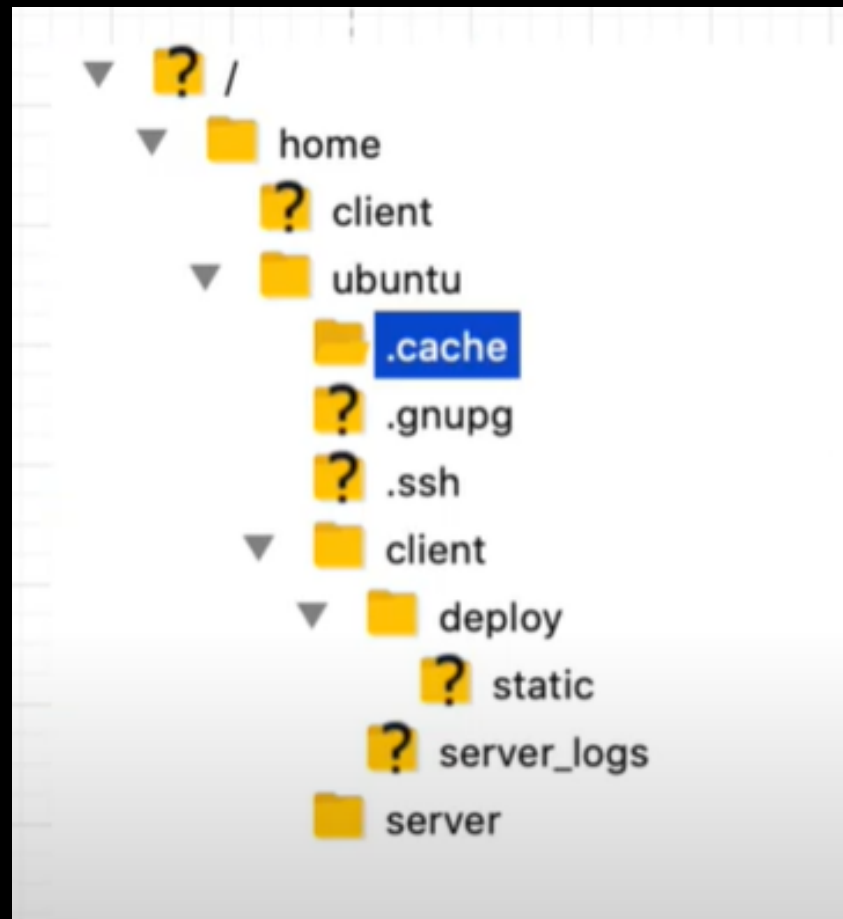 /
home
client
ubuntu
.cache
.gnupg
.ssh
client
deploy
static
server_logs
server